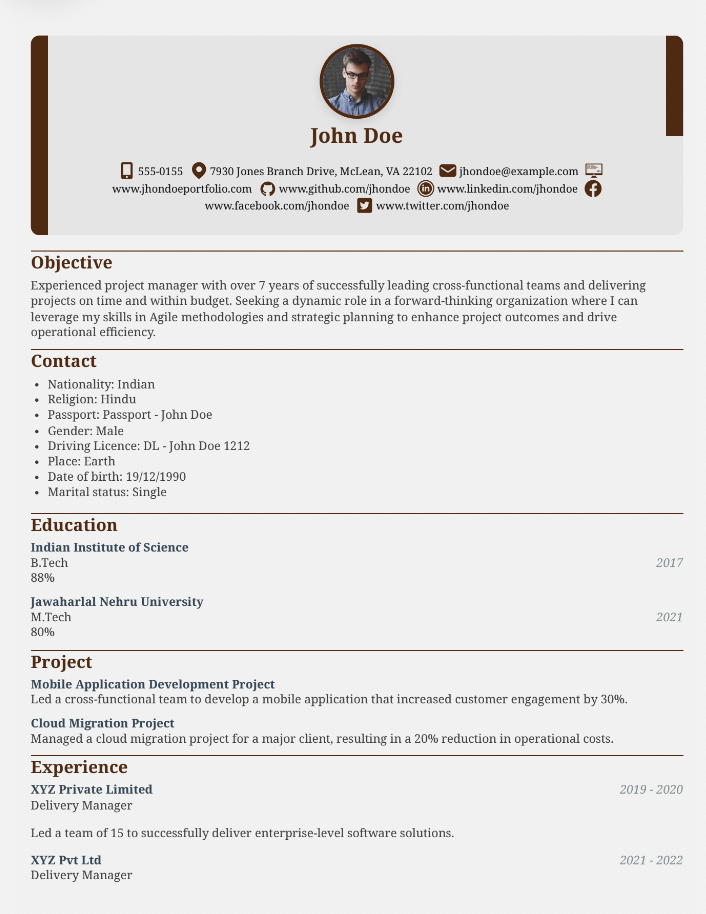 John Doe
555-0155 7930 Jones Branch Drive, McLean, VA 22102 jhondoe@example.com
www.jhondoeportfolio.com www.github.com/jhondoe www.linkedin.com/jhondoe
www.facebook.com/jhondoe www.twitter.com/jhondoe
Objective
Experienced project manager with over 7 years of successfully leading cross-functional teams and delivering
projects on time and within budget. Seeking a dynamic role in a forward-thinking organization where I can
leverage my skills in Agile methodologies and strategic planning to enhance project outcomes and drive
operational efficiency.
Contact
• Nationality: Indian
• Religion: Hindu
• Passport: Passport - John Doe
• Gender: Male
• Driving Licence: DL - John Doe 1212
• Place: Earth
• Date of birth: 19/12/1990
• Marital status: Single
Education
Indian Institute of Science
B.Tech 2017
88%
Jawaharlal Nehru University
M.Tech 2021
80%
Project
Mobile Application Development Project
Led a cross-functional team to develop a mobile application that increased customer engagement by 30%.
Cloud Migration Project
Managed a cloud migration project for a major client, resulting in a 20% reduction in operational costs.
Experience
XYZ Private Limited 2019 - 2020
Delivery Manager
Led a team of 15 to successfully deliver enterprise-level software solutions.
XYZ Pvt Ltd 2021 - 2022
Delivery Manager